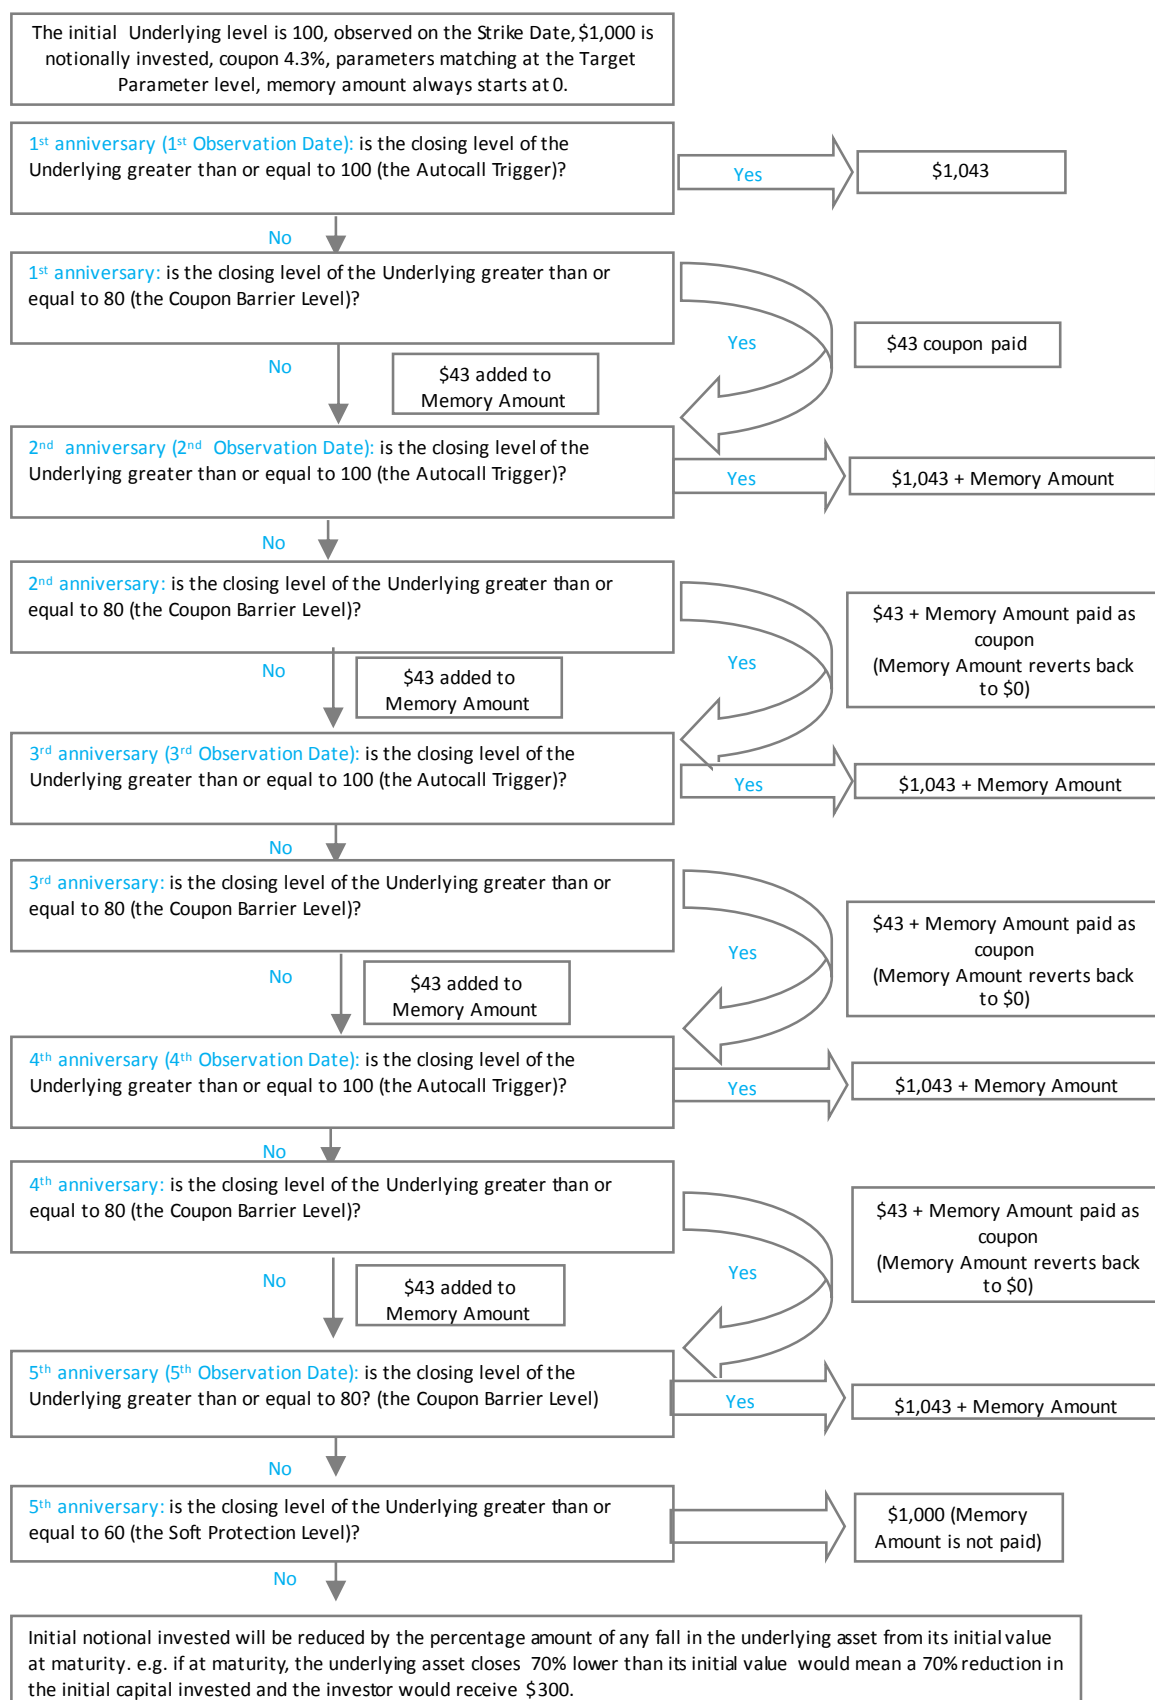 The initial Underlying level is 100, observed on the Strike Date, $1,000 is
notionally invested, coupon 4.3%, parameters matching at the Target
Parameter level, memory amount always starts at 0.
1st anniversary (1st Observation Date): is the closing level of the
Underlying greater than or equal to 100 (the Autocall Trigger)?
Yes
$1,043
No
1st anniversary: is the closing level of the Underlying greater than or
equal to 80 (the Coupon Barrier Level)?
Yes
$43 coupon paid
No
$43 added to
Memory Amount
2nd anniversary (2nd Observation Date): is the closing level of the
Underlying greater than or equal to 100 (the Autocall Trigger)?
Yes
$1,043 + Memory Amount
No
2nd anniversary: is the closing level of the Underlying greater than or
equal to 80 (the Coupon Barrier Level)?
Yes
$43 + Memory Amount paid as
coupon
(Memory Amount reverts back
to $0)
No
$43 added to
Memory Amount
3rd anniversary (3rd Observation Date): is the closing level of the
Underlying greater than or equal to 100 (the Autocall Trigger)?
Yes
$1,043 + Memory Amount
No
3rd anniversary: is the closing level of the Underlying greater than or
equal to 80 (the Coupon Barrier Level)?
Yes
$43 + Memory Amount paid as
coupon
(Memory Amount reverts back
to $0)
No
$43 added to
Memory Amount
4th anniversary (4th Observation Date): is the closing level of the
Underlying greater than or equal to 100 (the Autocall Trigger)?
Yes
$1,043 + Memory Amount
No
4th anniversary: is the closing level of the Underlying greater than or
equal to 80 (the Coupon Barrier Level)?
Yes
$43 + Memory Amount paid as
coupon
(Memory Amount reverts back
to $0)
No
$43 added to
Memory Amount
5th anniversary (5th Observation Date): is the closing level of the
Underlying greater than or equal to 80? (the Coupon Barrier Level)
Yes
$1,043 + Memory Amount
No
5th anniversary: is the closing level of the Underlying greater than or
equal to 60 (the Soft Protection Level)?
$1,000 (Memory
Amount is not paid)
No
Initial notional invested will be reduced by the percentage amount of any fall in the underlying asset from its initial value
at maturity. e.g. if at maturity, the underlying asset closes 70% lower than its initial value would mean a 70% reduction in
the initial capital invested and the investor would receive $300.